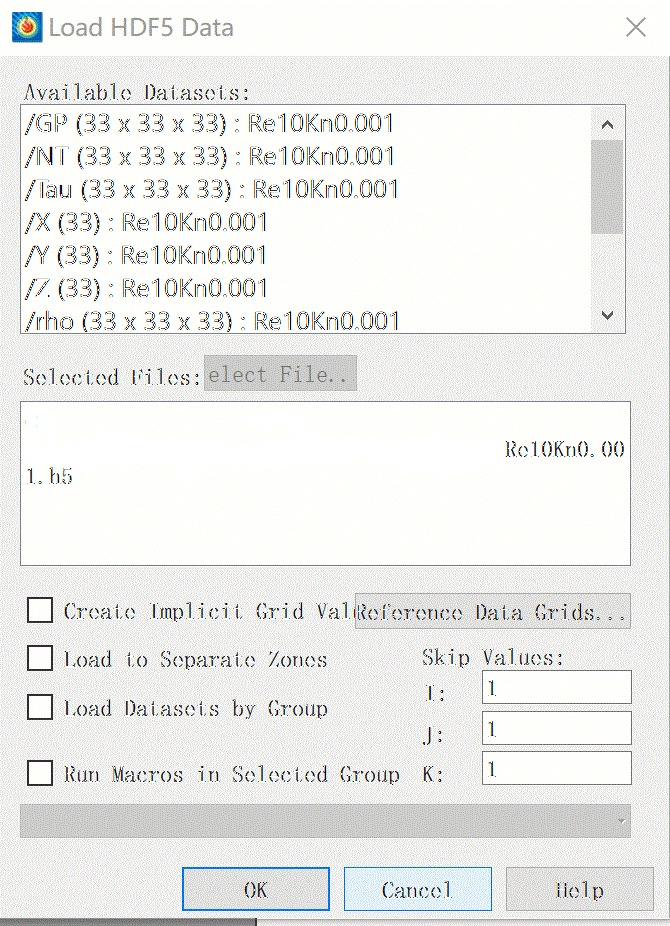 Load HDF5 Data
Available Datasets:
/GP (33 x 33 x 33) : Re10Kn0.001
/NT (33 x 33 x 33) : Re10Kn0.001
/Tau (33 x 33 x 33) : Re10Kn0.001
/X (33) : Re10Kn0.001
/Y (33) : Re10Kn0.001
/Z (33) : Re10Kn0.001
/rho (33 x 33 x 33) : Re10Kn0.001
Selected Files: elect File..
Re10Kn0.00
1.h5
Create Implicit Grid Val Reference Data Grids...
Load to Separate Zones
Skip Values:
I: 1
Load Datasets by Group
J: 1
Run Macros in Selected Group
K: 1
OK Cancel Help